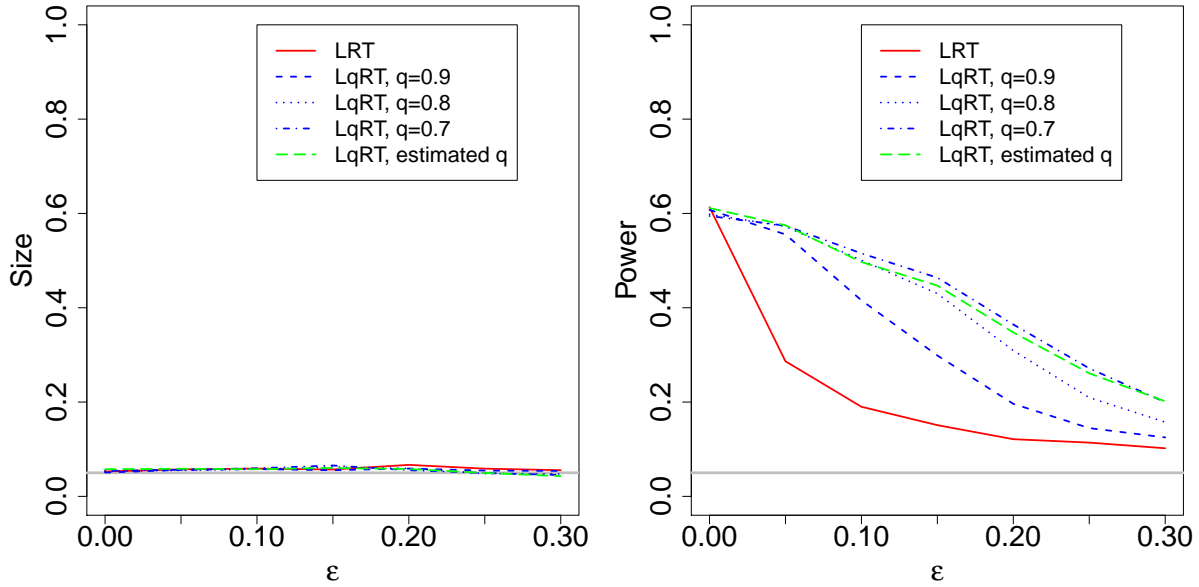 Size
0.0 0.2 0.4 0.6 0.8 1.0
LRT
LqRT, q=0.9
LqRT, q=0.8
LqRT, q=0.7
LqRT, estimated q
0.00 0.10 0.20 0.30
ε
Power
0.0 0.2 0.4 0.6 0.8 1.0
LRT
LqRT, q=0.9
LqRT, q=0.8
LqRT, q=0.7
LqRT, estimated q
0.00 0.10 0.20 0.30
ε